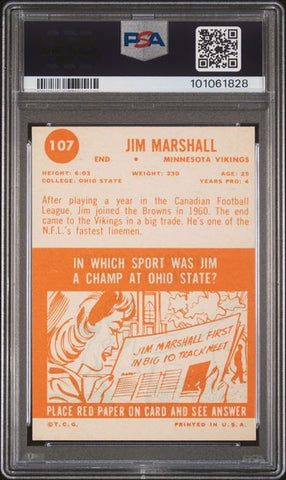 PSA
101061828
107
JIM MARSHALL
END • MINNESOTA VIKINGS
HEIGHT: 6:03 WEIGHT: 230 AGE: 25
COLLEGE: OHIO STATE YEARS PRO: 4
After playing a year in the Canadian Football
League, Jim joined the Browns in 1960. The end
came to the Vikings in a big trade. He's one of the
N.F.L.'s fastest linemen.
IN WHICH SPORT WAS JIM
A CHAMP AT OHIO STATE?
JIM MARSHALL FIRST
IN BIG 10 TRACK MEET
PLACE RED PAPER ON CARD AND SEE ANSWER
©T.C.G. PRINTED IN U.S.A.